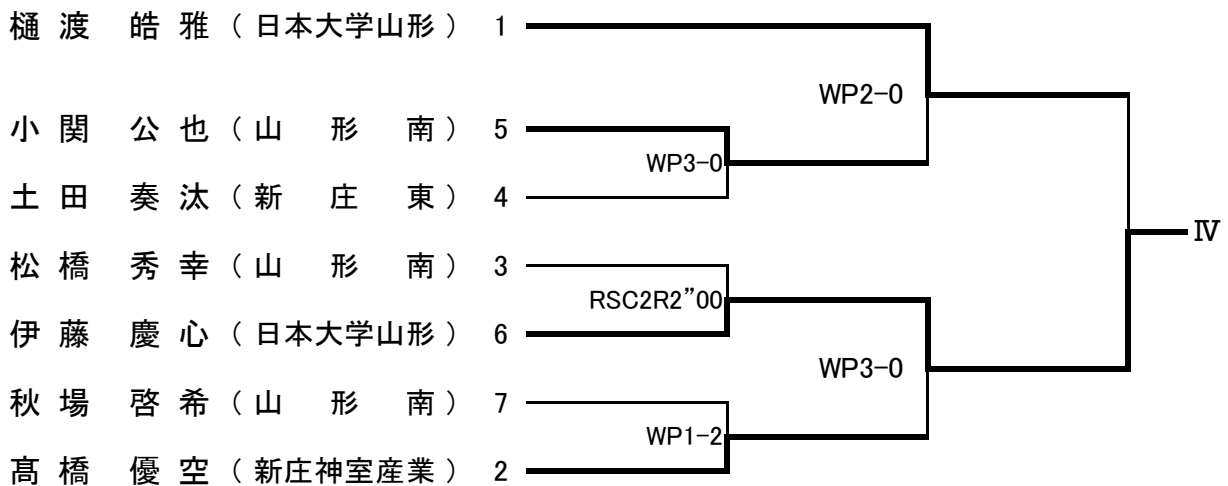 樋渡 皓雅（日本大学山形） 1
WP2-0
小関 公也（山形南） 5
WP3-0
土田 奏汰（新庄東） 4
Ⅳ
松橋 秀幸（山形南） 3
RSC2R2”00
伊藤 慶心（日本大学山形） 6
WP3-0
秋場 啓希（山形南） 7
WP1-2
髙橋 優空（新庄神室産業） 2